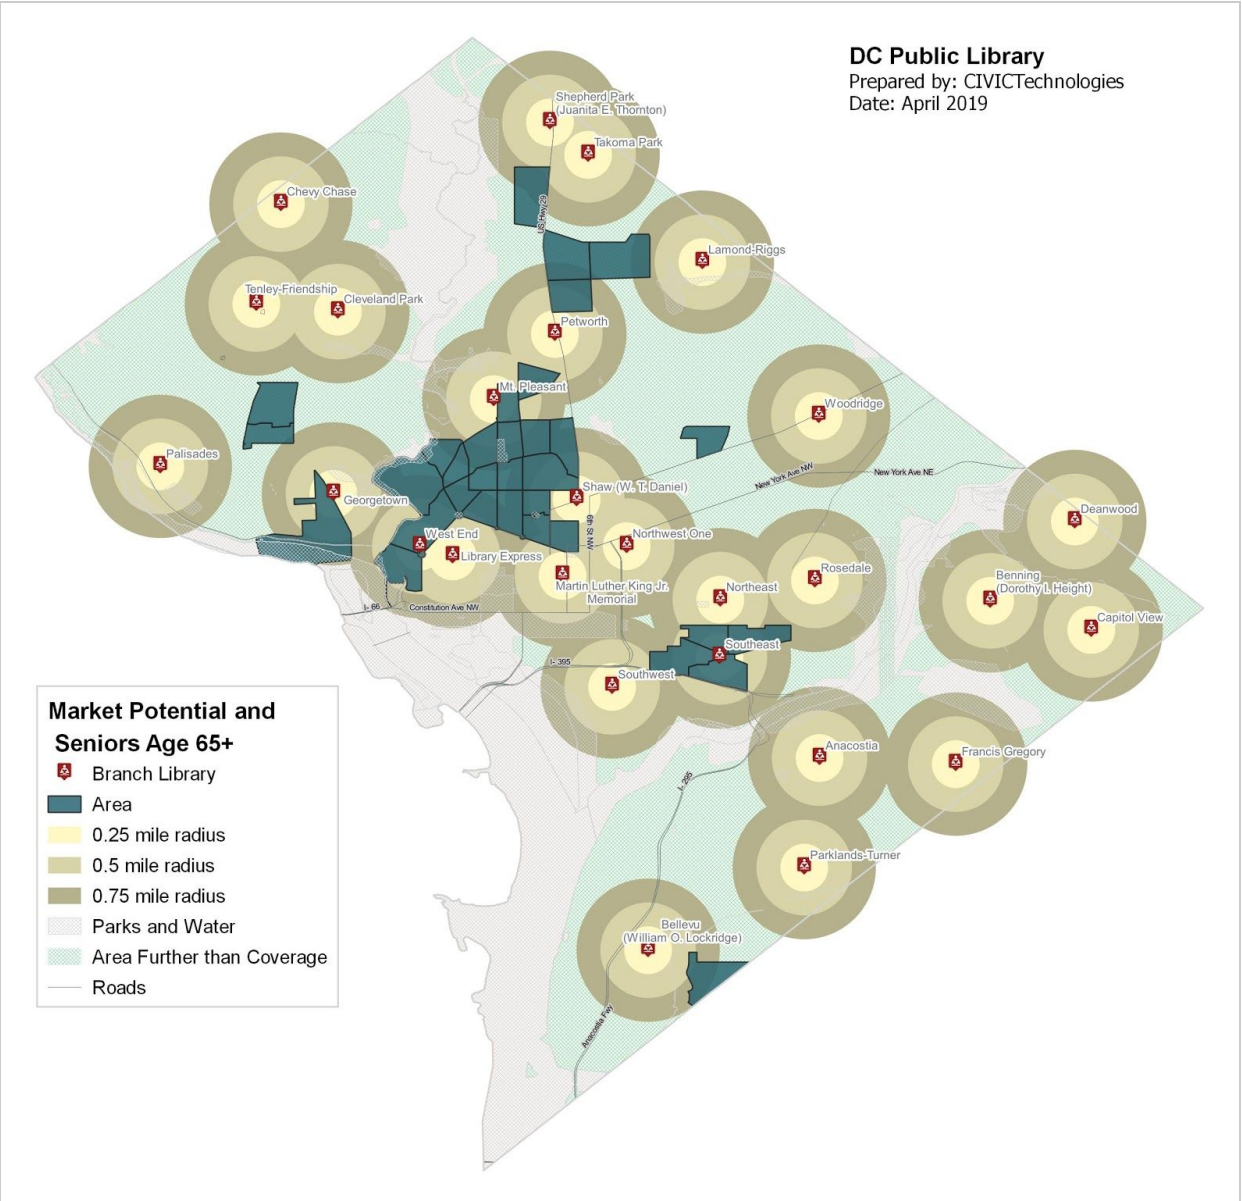 DC Public Library
Prepared by: CIVICTechnologies
Date: April 2019
Shepherd Park
(Juanita E. Thornton)
Takoma Park
Chevy Chase
US Hwy 29
Lamond-Riggs
Tenley-Friendship
Cleveland Park
Petworth
Mt. Pleasant
Woodridge
Palisades
Georgetown
Shaw (W. T. Daniel)
New York Ave NW
New York Ave NE
Deanwood
6th St NW
West End
Northwest One
Library Express
Martin Luther King Jr.
Memorial
Northeast
Rosedale
Benning
(Dorothy I. Height)
Capitol View
I- 66
Constitution Ave NW
Southeast
I- 395
Southwest
Anacostia
Francis Gregory
I- 295
Parklands-Turner
Bellevu
(William O. Lockridge)
Anacostia Fwy
Market Potential and
Seniors Age 65+
Branch Library
Area
0.25 mile radius
0.5 mile radius
0.75 mile radius
Parks and Water
Area Further than Coverage
Roads